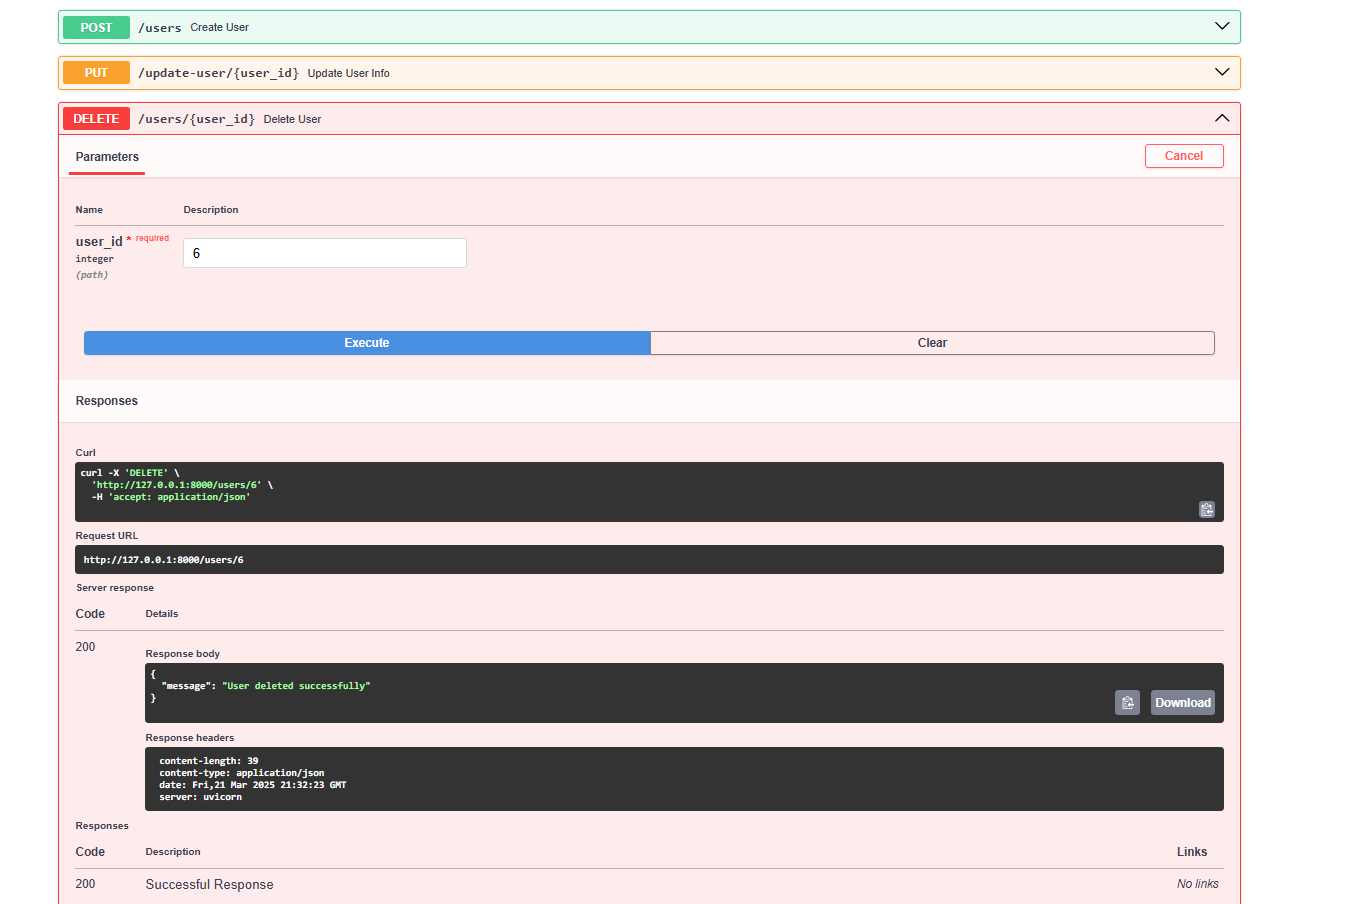 POST /users Create User
PUT /update-user/{user_id} Update User Info
DELETE /users/{user_id} Delete User
Parameters
Cancel
Name Description
user_id * required
integer
(path)
6
Execute Clear
Responses
Curl
curl -X 'DELETE' \
'http://127.0.0.1:8000/users/6' \
-H 'accept: application/json'
Request URL
http://127.0.0.1:8000/users/6
Server response
Code Details
200
Response body
{
"message": "User deleted successfully"
}
Download
Response headers
content-length: 39
content-type: application/json
date: Fri,21 Mar 2025 21:32:23 GMT
server: uvicorn
Responses
Code Description Links
200 Successful Response No links